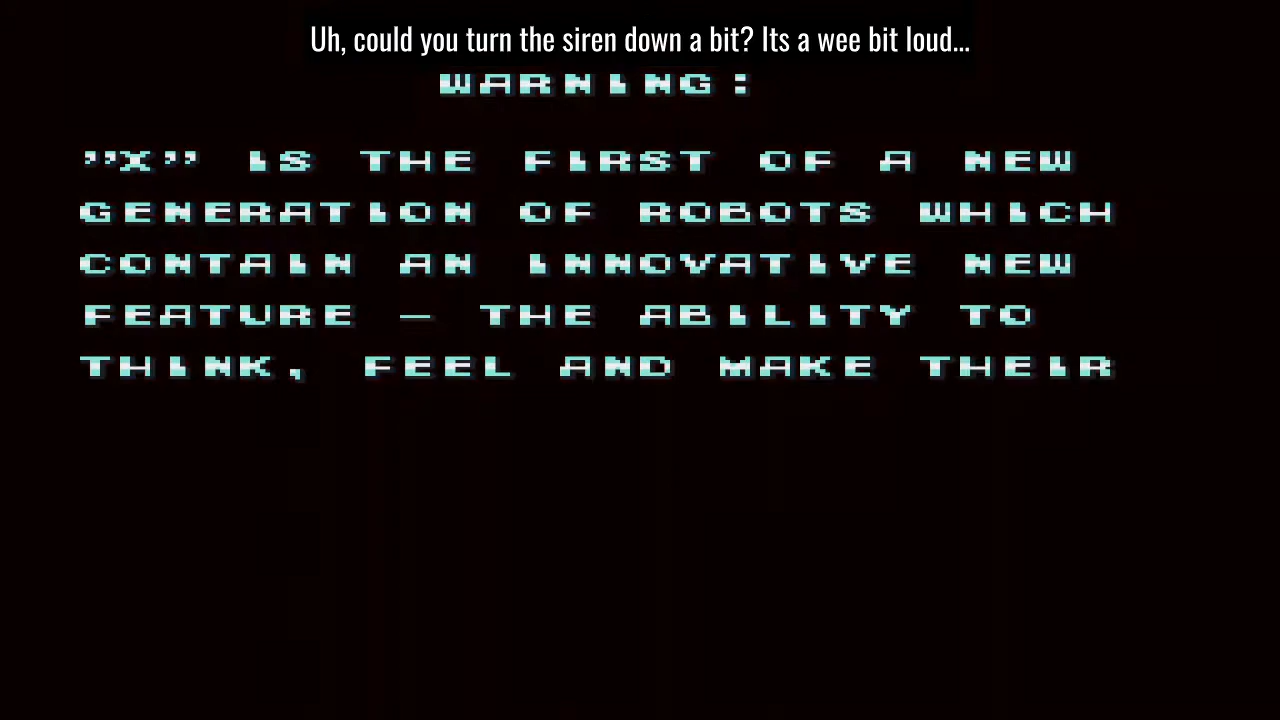 Uh, could you turn the siren down a bit? Its a wee bit loud...
WARNING:
"X" IS THE FIRST OF A NEW
GENERATION OF ROBOTS WHICH
CONTAIN AN INNOVATIVE NEW
FEATURE – THE ABILITY TO
THINK, FEEL AND MAKE THEIR